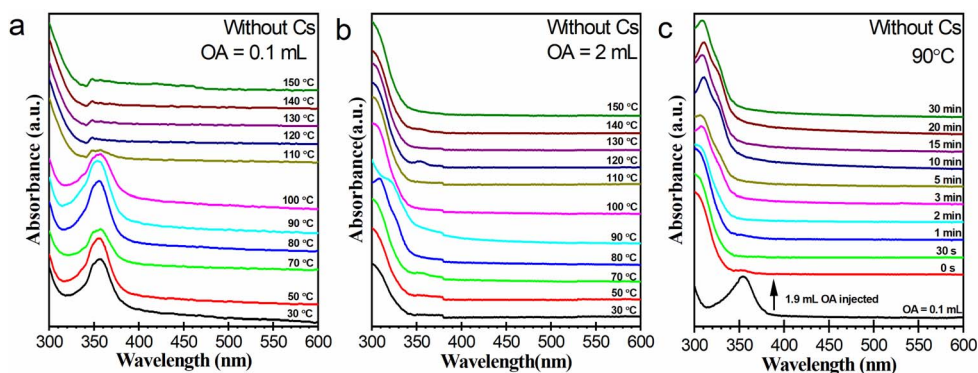 a
Without Cs
OA = 0.1 mL
150 °C
140 °C
130 °C
120 °C
110 °C
100 °C
90 °C
80 °C
70 °C
50 °C
30 °C
Absorbance (a.u.)
300 350 400 450 500 550 600
Wavelength (nm)
b
Without Cs
OA = 2 mL
150 °C
140 °C
130 °C
120 °C
110 °C
100 °C
90 °C
80 °C
70 °C
50 °C
30 °C
Absorbance(a.u.)
300 350 400 450 500 550 600
Wavelength(nm)
c
Without Cs
90°C
30 min
20 min
15 min
10 min
5 min
3 min
2 min
1 min
30 s
0 s
1.9 mL OA injected
OA = 0.1 mL
Absorbance (a.u.)
300 350 400 450 500 550 600
Wavelength (nm)